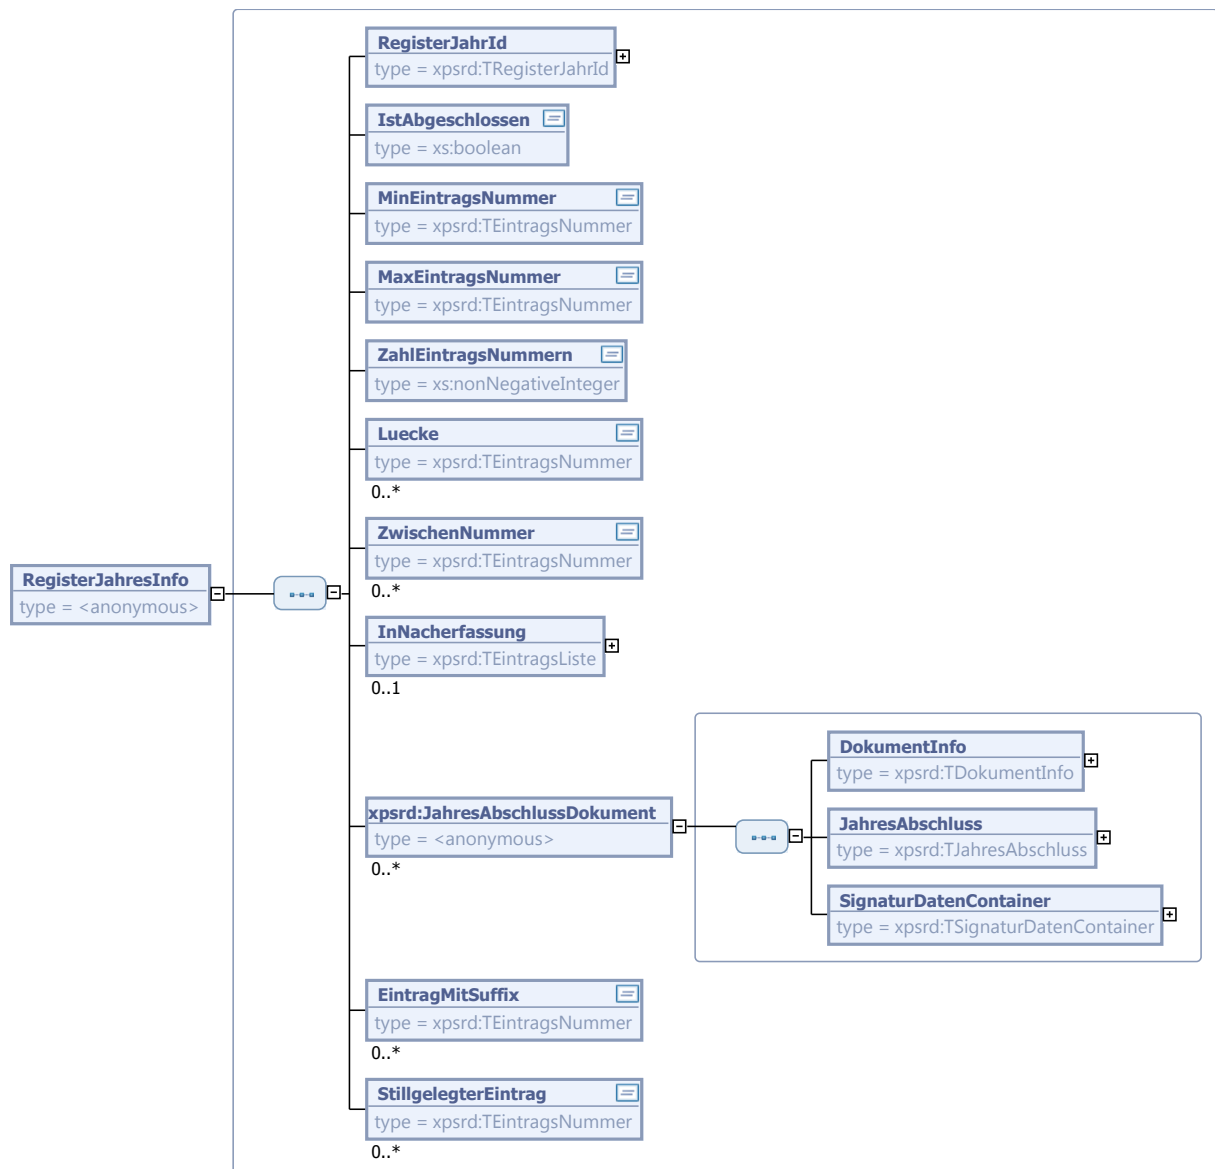 RegisterJahrId
type = xpsrd:TRegisterJahrId
IstAbgeschlossen
type = xs:boolean
MinEintragsNummer
type = xpsrd:TEintragsNummer
MaxEintragsNummer
type = xpsrd:TEintragsNummer
ZahlEintragsNummern
type = xs:nonNegativeInteger
Luecke
type = xpsrd:TEintragsNummer
0..*
ZwischenNummer
type = xpsrd:TEintragsNummer
0..*
RegisterJahresInfo
type = <anonymous>
InNacherfassung
type = xpsrd:TEintragsListe
0..1
DokumentInfo
type = xpsrd:TDokumentInfo
xpsrd:JahresAbschlussDokument
type = <anonymous>
0..*
JahresAbschluss
type = xpsrd:TJahresAbschluss
SignaturDatenContainer
type = xpsrd:TSignaturDatenContainer
EintragMitSuffix
type = xpsrd:TEintragsNummer
0..*
StillgelegterEintrag
type = xpsrd:TEintragsNummer
0..*